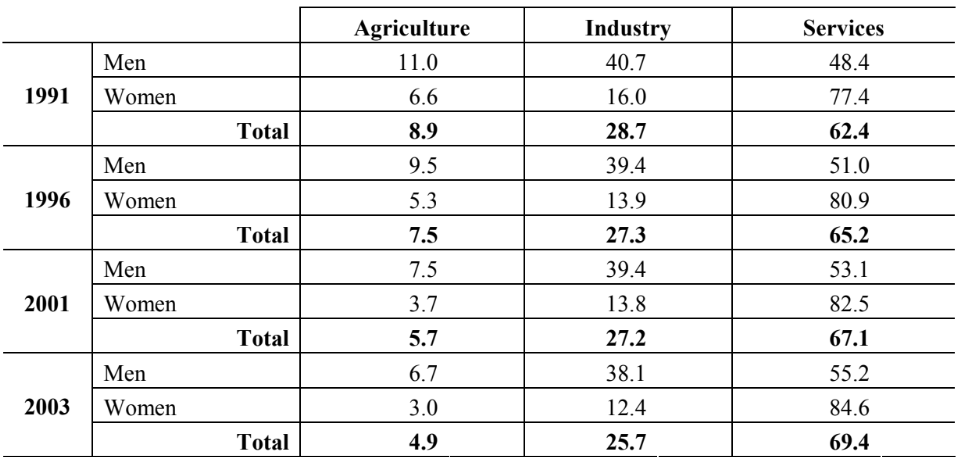 Agriculture Industry Services
Men 11.0 40.7 48.4
1991 Women 6.6 16.0 77.4
Total 8.9 28.7 62.4
Men 9.5 39.4 51.0
1996 Women 5.3 13.9 80.9
Total 7.5 27.3 65.2
Men 7.5 39.4 53.1
2001 Women 3.7 13.8 82.5
Total 5.7 27.2 67.1
Men 6.7 38.1 55.2
2003 Women 3.0 12.4 84.6
Total 4.9 25.7 69.4